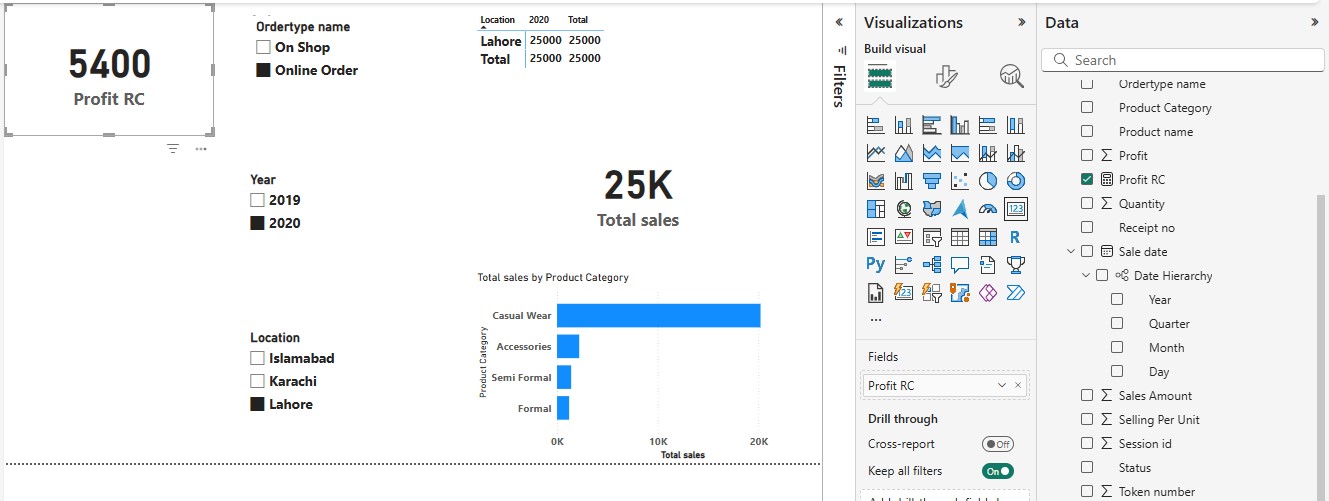 5400
Profit RC
Ordertype name
On Shop
Online Order
Location 2020 Total
Lahore 25000 25000
Total 25000 25000
Year
2019
2020
25K
Total sales
Location
Islamabad
Karachi
Lahore
Total sales by Product Category
Product Category
Casual Wear
Accessories
Semi Formal
Formal
0K 10K 20K
Total sales
Filters
Visualizations
Build visual
123
R
Py
123
...
Fields
Profit RC
Drill through
Cross-report Off
Keep all filters On
Data
Search
Ordertype name
Product Category
Product name
Profit
Profit RC
Quantity
Receipt no
Sale date
Date Hierarchy
Year
Quarter
Month
Day
Sales Amount
Selling Per Unit
Session id
Status
Token number